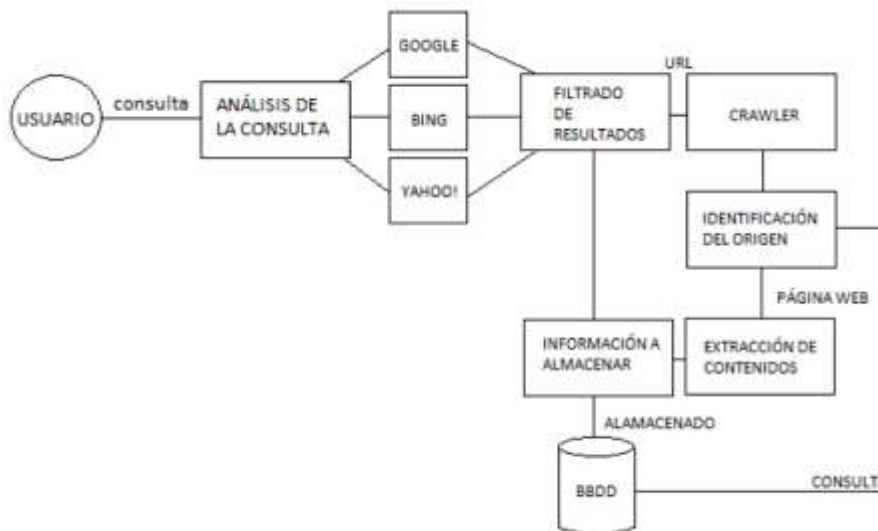 GOOGLE
URL
USUARIO
consulta
ANÁLISIS DE
LA CONSULTA
BING
FILTRADO
DE
RESULTADOS
CRAWLER
YAHOO!
IDENTIFICACIÓN
DEL ORIGEN
PÁGINA WEB
INFORMACIÓN A
ALMACENAR
EXTRACCIÓN DE
CONTENIDOS
ALAMACENADO
BBDD
CONSULT